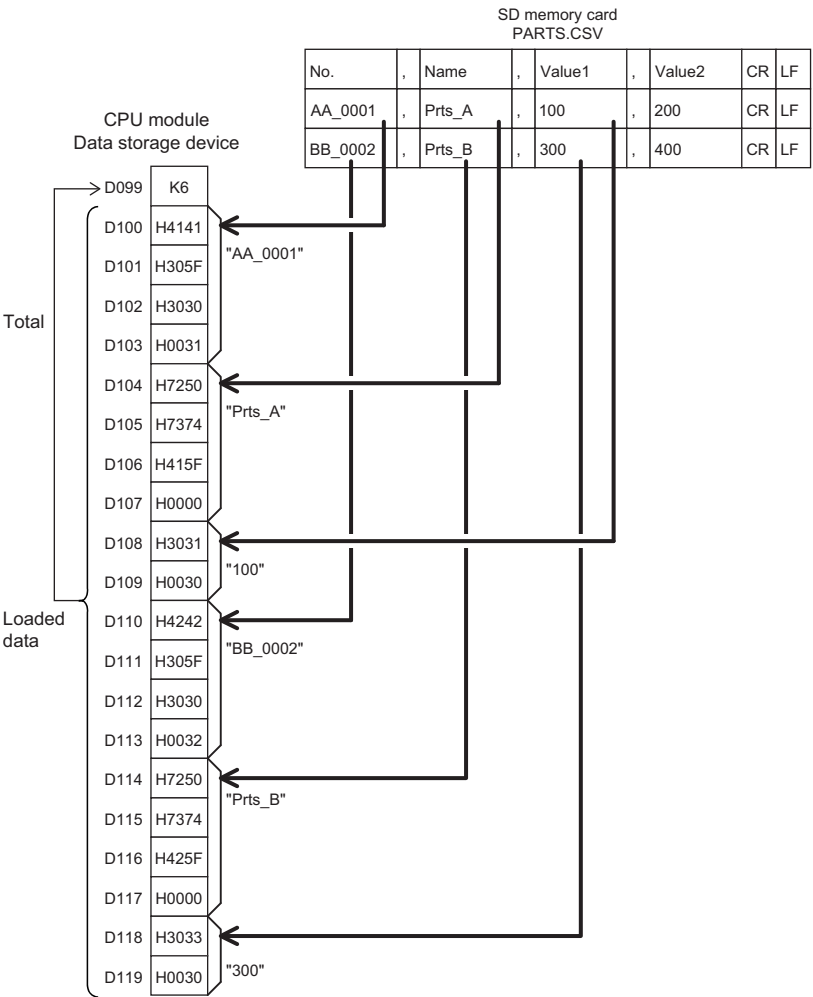 SD memory card
PARTS.CSV
No. , Name , Value1 , Value2 CR LF
AA_0001 , Prts_A , 100 , 200 CR LF
BB_0002 , Prts_B , 300 , 400 CR LF
CPU module
Data storage device
D099 K6
D100 H4141
"AA_0001"
D101 H305F
D102 H3030
Total
D103 H0031
D104 H7250
"Prts_A"
D105 H7374
D106 H415F
D107 H0000
D108 H3031
"100"
D109 H0030
Loaded
data
D110 H4242
"BB_0002"
D111 H305F
D112 H3030
D113 H0032
D114 H7250
"Prts_B"
D115 H7374
D116 H425F
D117 H0000
D118 H3033
"300"
D119 H0030